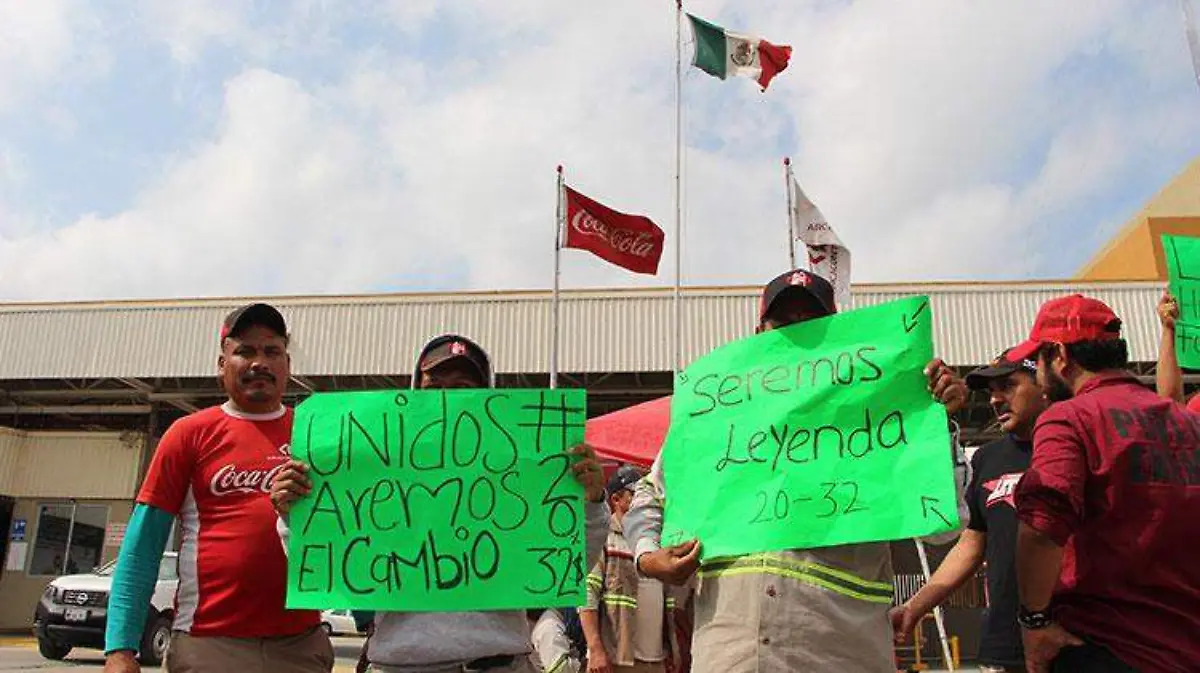 Coca-Cola
UNidOS #
AReMOS 20%
El CaMbio 32$
SeReMOS
LeyeNda
20-32
Coca-Cola